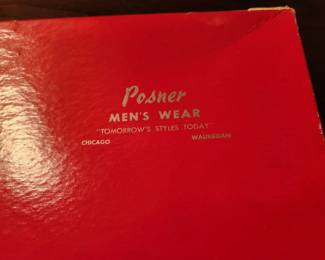 Posner
MEN'S WEAR
"TOMORROW'S STYLES TODAY"
CHICAGO WAUKEGAN